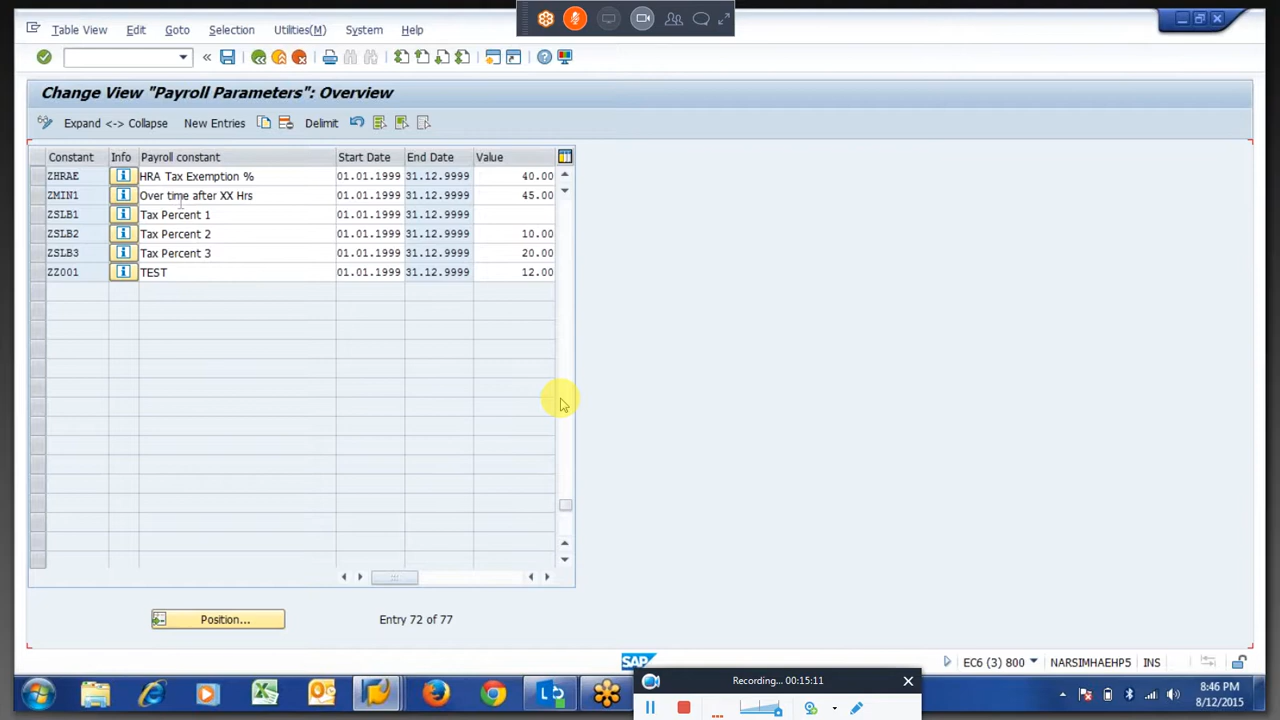 Table View Edit Goto Selection Utilities(M) System Help
Change View "Payroll Parameters": Overview
Expand <-> Collapse New Entries Delimit
Constant Info Payroll constant Start Date End Date Value
ZHRAE HRA Tax Exemption % 01.01.1999 31.12.9999 40.00
ZMIN1 Over time after XX Hrs 01.01.1999 31.12.9999 45.00
ZSLB1 Tax Percent 1 01.01.1999 31.12.9999
ZSLB2 Tax Percent 2 01.01.1999 31.12.9999 10.00
ZSLB3 Tax Percent 3 01.01.1999 31.12.9999 20.00
ZZ001 TEST 01.01.1999 31.12.9999 12.00
Position... Entry 72 of 77
SAP EC6 (3) 800 NARSIMHAEHP5 INS
Recording... 00:15:11
8:46 PM
8/12/2015